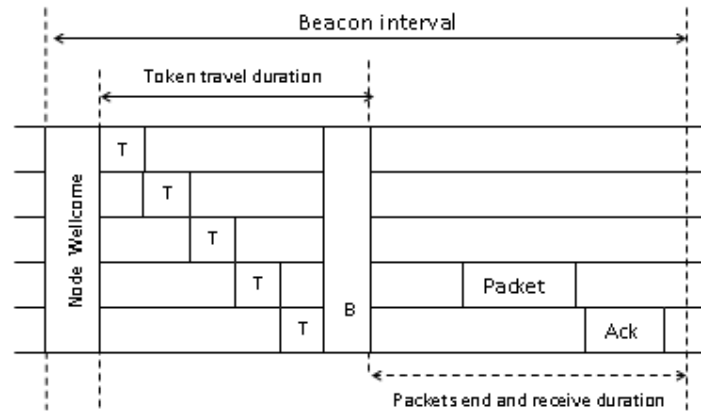 Beacon interval
Token travel duration
Node Wellcome
T
T
T
T
T
B
Packet
Ack
Packets end and receive duration